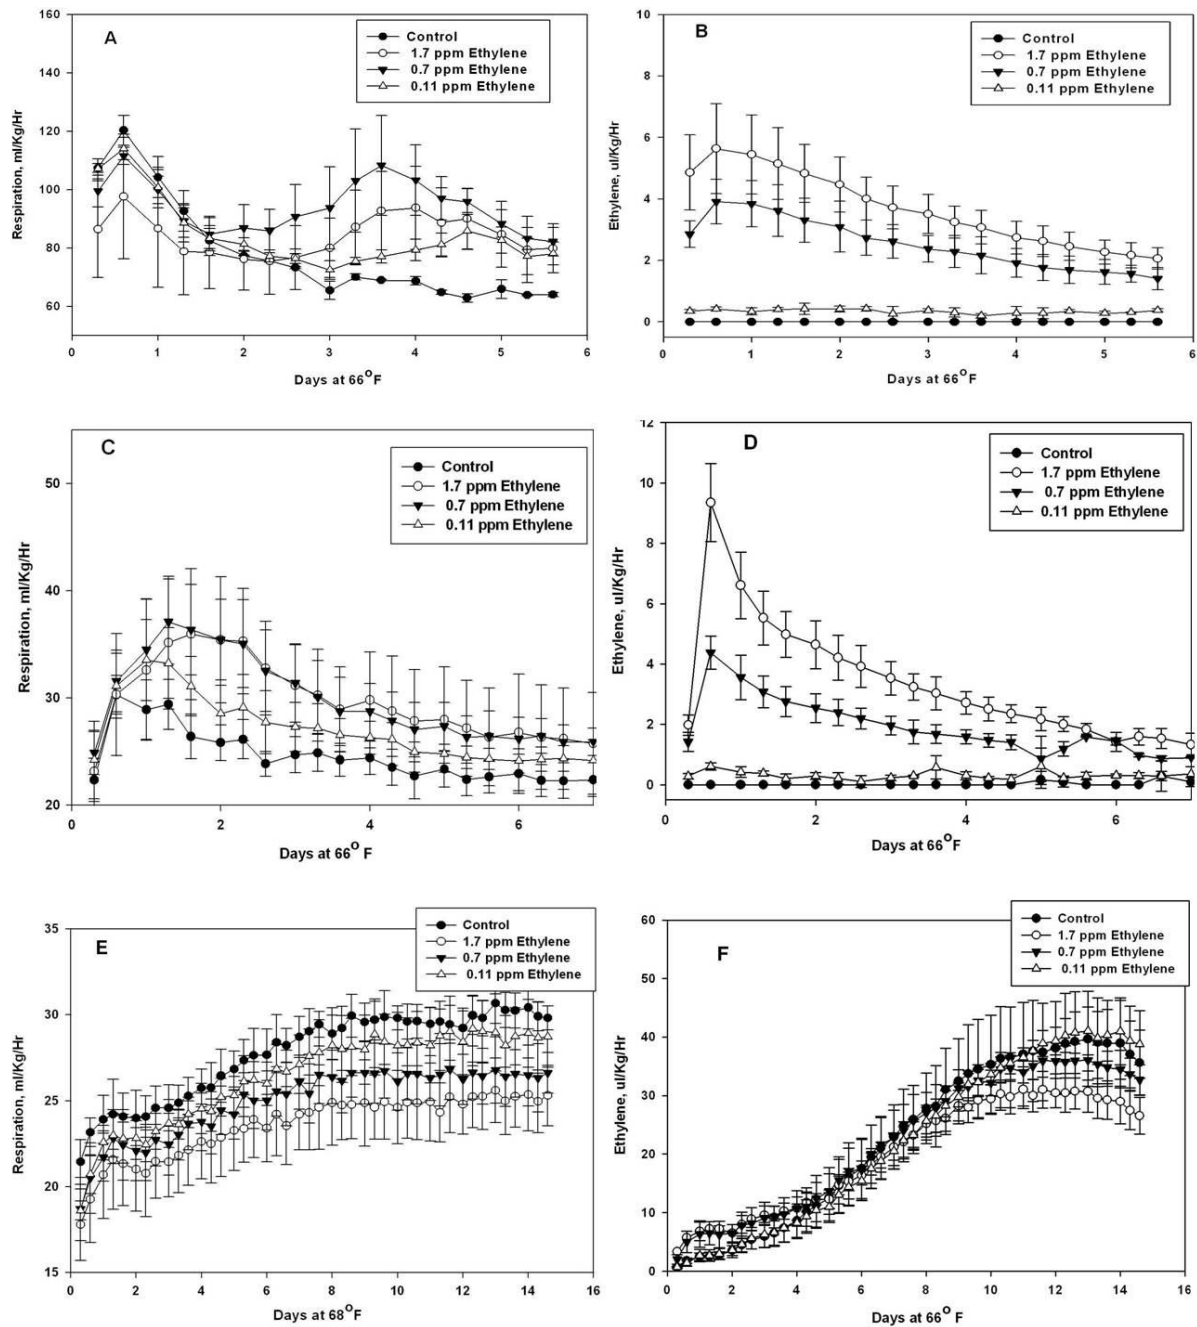 A
Control
1.7 ppm Ethylene
0.7 ppm Ethylene
0.11 ppm Ethylene
Respiration, ml/Kg/Hr
160
140
120
100
80
60
0 1 2 3 4 5 6
Days at 66°F
B
Control
1.7 ppm Ethylene
0.7 ppm Ethylene
0.11 ppm Ethylene
Ethylene, ul/Kg/Hr
10
8
6
4
2
0
0 1 2 3 4 5 6
Days at 66°F
C
Control
1.7 ppm Ethylene
0.7 ppm Ethylene
0.11 ppm Ethylene
Respiration, ml/Kg/Hr
50
40
30
20
0 2 4 6
Days at 66° F
D
Control
1.7 ppm Ethylene
0.7 ppm Ethylene
0.11 ppm Ethylene
Ethylene, ul/Kg/Hr
12
10
8
6
4
2
0
0 2 4 6
Days at 66°F
E
Control
1.7 ppm Ethylene
0.7 ppm Ethylene
0.11 ppm Ethylene
Respiration, ml/Kg/Hr
35
30
25
20
15
0 2 4 6 8 10 12 14 16
Days at 68°F
F
Control
1.7 ppm Ethylene
0.7 ppm Ethylene
0.11 ppm Ethylene
Ethylene, ul/Kg/Hr
60
50
40
30
20
10
0
0 2 4 6 8 10 12 14 16
Days at 66° F